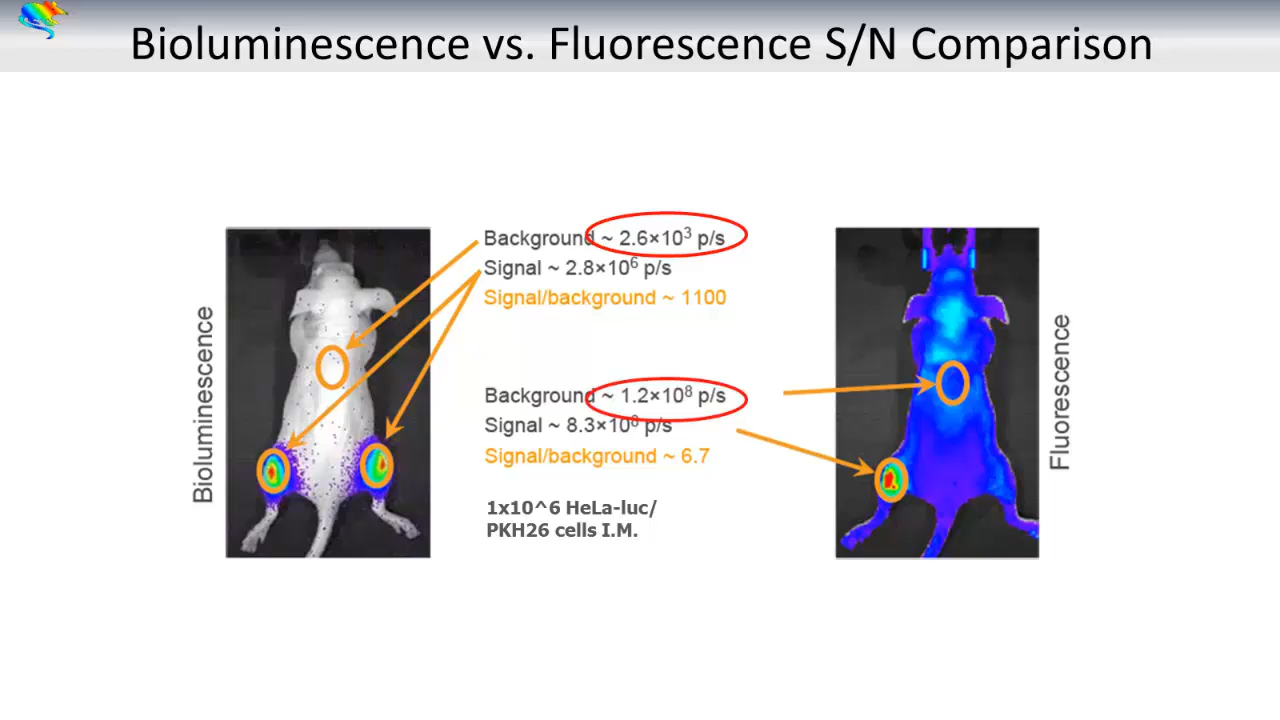 Bioluminescence vs. Fluorescence S/N Comparison
Bioluminescence
Background ~ 2.6×10³ p/s
Signal ~ 2.8×10⁶ p/s
Signal/background ~ 1100
Background ~ 1.2×10⁸ p/s
Signal ~ 8.3×10⁸ p/s
Signal/background ~ 6.7
1x10^6 HeLa-luc/
PKH26 cells I.M.
Fluorescence